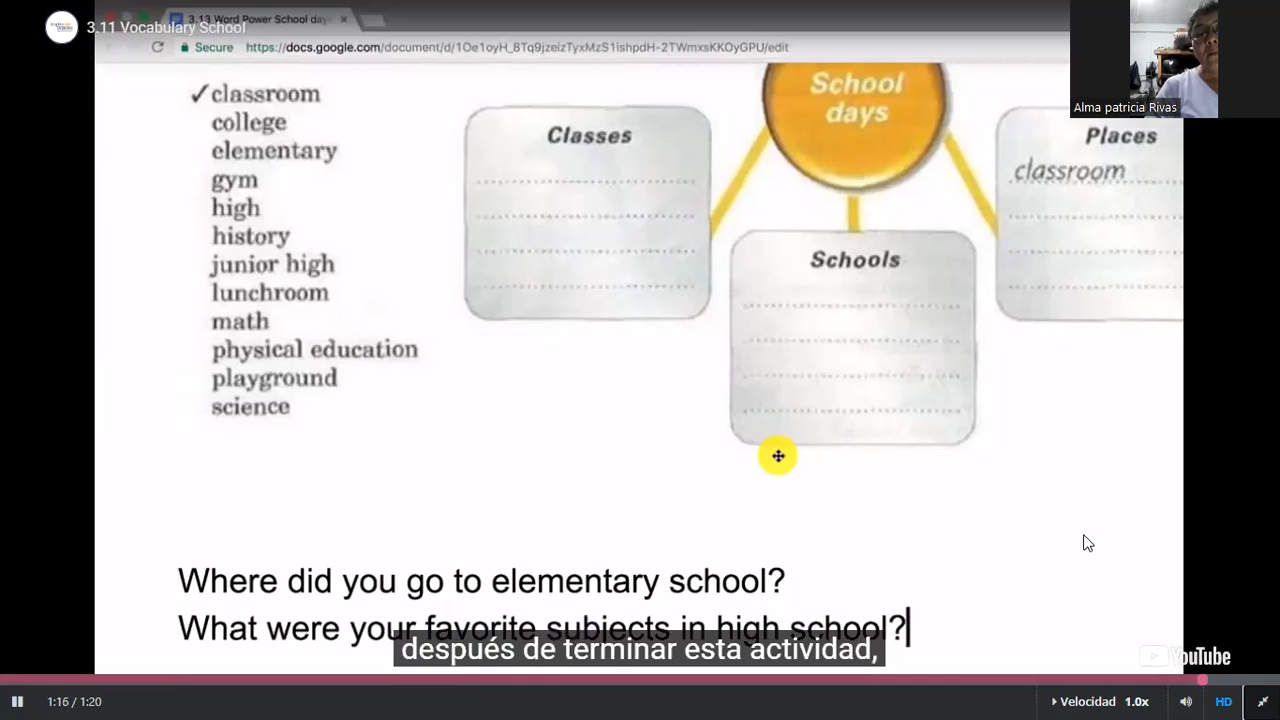 3.13 Word Power School day
3.11 Vocabulary School
Secure https://docs.google.com/document/d/1Oe1oyH_8Tq9jzeizTyxMzS1ishpdH-2TWmxsKKOyGPU/edit
Alma patricia Rivas
✓classroom
college
elementary
gym
high
history
junior high
lunchroom
math
physical education
playground
science
School
days
Classes
Places
classroom
Schools
Where did you go to elementary school?
What were your favorite subjects in high school?
después de terminar esta actividad,
YouTube
1:16 / 1:20
Velocidad 1.0x
HD